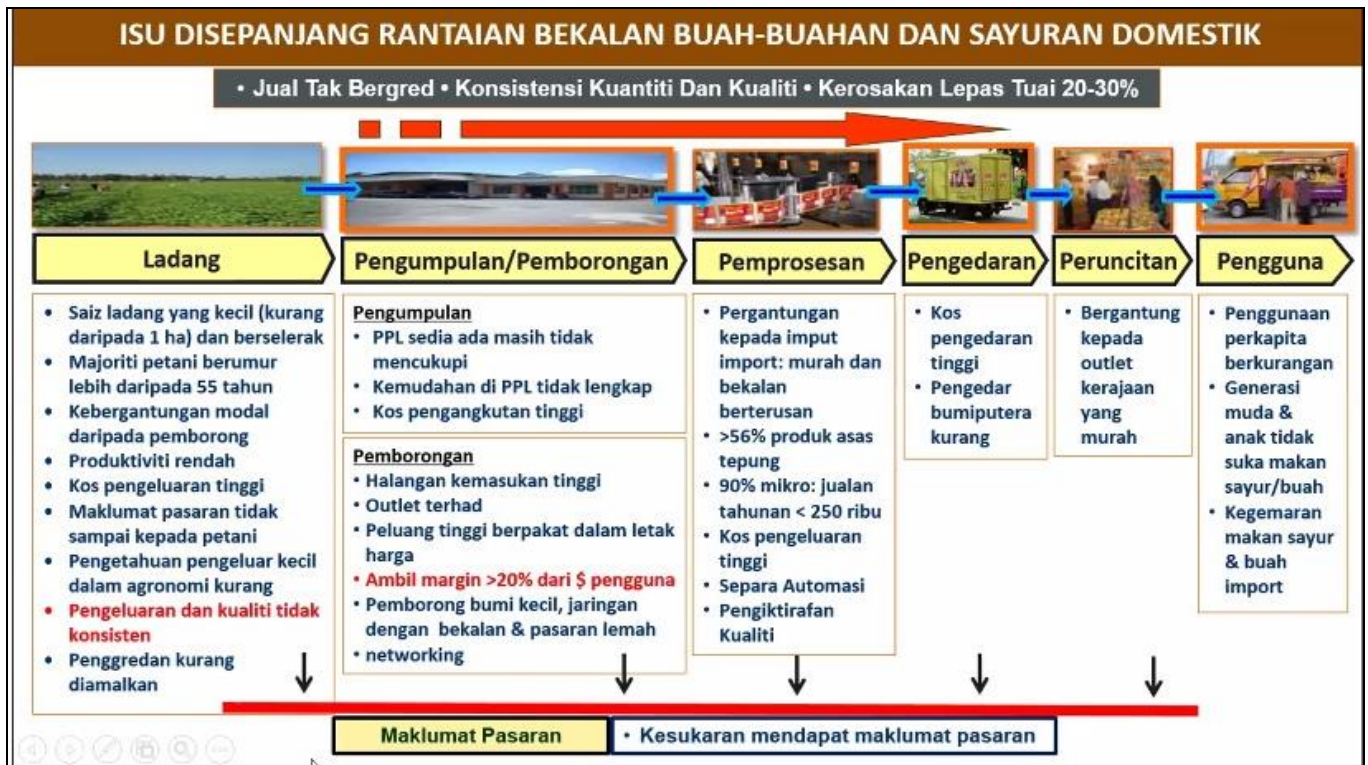 ISU DISEPANJANG RANTAIAN BEKALAN BUAH-BUAHAN DAN SAYURAN DOMESTIK
• Jual Tak Bergred • Konsistensi Kuantiti Dan Kualiti • Kerosakan Lepas Tuai 20-30%
Ladang
• Saiz ladang yang kecil (kurang
daripada 1 ha) dan berselerak
• Majoriti petani berumur
lebih daripada 55 tahun
• Kebergantungan modal
daripada pemborong
• Produktiviti rendah
• Kos pengeluaran tinggi
• Maklumat pasaran tidak
sampai kepada petani
• Pengetahuan pengeluar kecil
dalam agronomi kurang
• Pengeluaran dan kualiti tidak
konsisten
• Penggredan kurang
diamalkan
Pengumpulan/Pemborongan
Pengumpulan
• PPL sedia ada masih tidak
mencukupi
• Kemudahan di PPL tidak lengkap
• Kos pengangkutan tinggi
Pemborongan
• Halangan kemasukan tinggi
• Outlet terhad
• Peluang tinggi berpakat dalam letak
harga
• Ambil margin >20% dari $ pengguna
• Pemborong bumi kecil, jaringan
dengan bekalan & pasaran lemah
• networking
Pemprosesan
• Pergantungan
kepada imput
import: murah dan
bekalan
berterusan
• >56% produk asas
tepung
• 90% mikro: jualan
tahunan < 250 ribu
• Kos pengeluaran
tinggi
• Separa Automasi
• Pengiktirafan
Kualiti
Pengedaran
• Kos
pengedaran
tinggi
• Pengedar
bumiputera
kurang
Peruncitan
• Bergantung
kepada
outlet
kerajaan
yang
murah
Pengguna
• Penggunaan
perkapita
berkurangan
• Generasi
muda &
anak tidak
suka makan
sayur/buah
• Kegemaran
makan sayur
& buah
import
Maklumat Pasaran
• Kesukaran mendapat maklumat pasaran